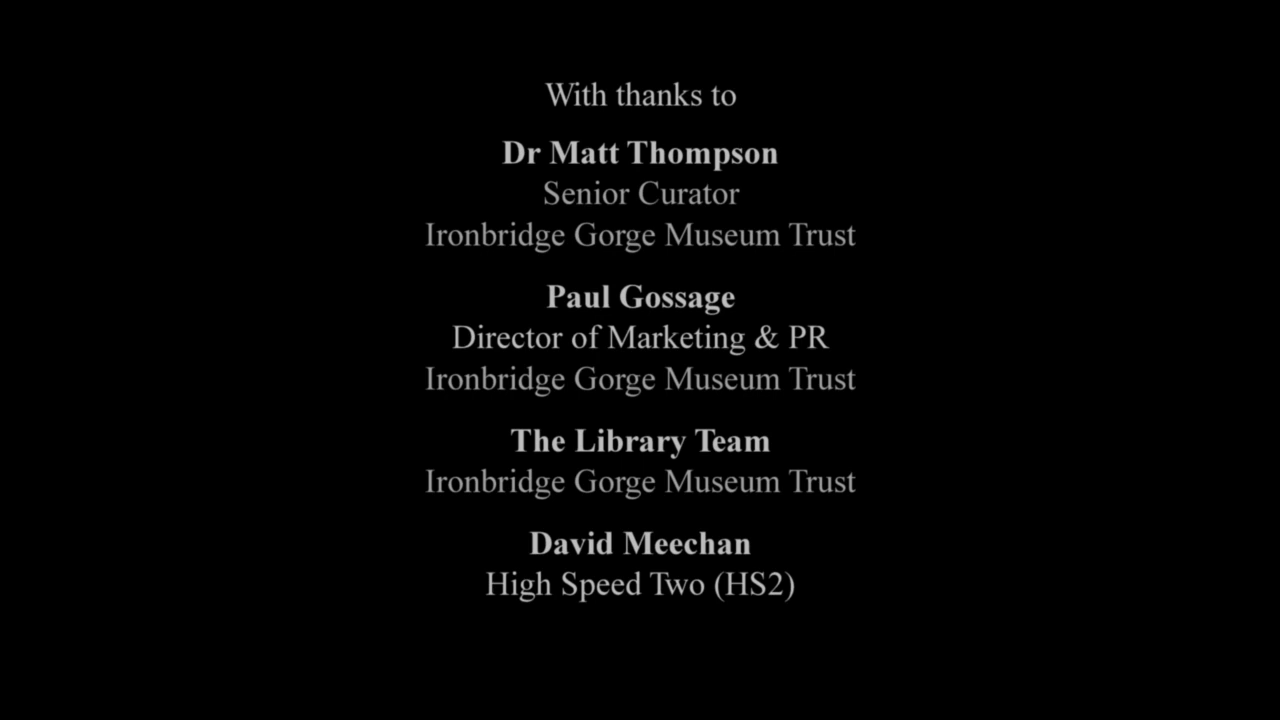 With thanks to
Dr Matt Thompson
Senior Curator
Ironbridge Gorge Museum Trust
Paul Gossage
Director of Marketing & PR
Ironbridge Gorge Museum Trust
The Library Team
Ironbridge Gorge Museum Trust
David Meechan
High Speed Two (HS2)